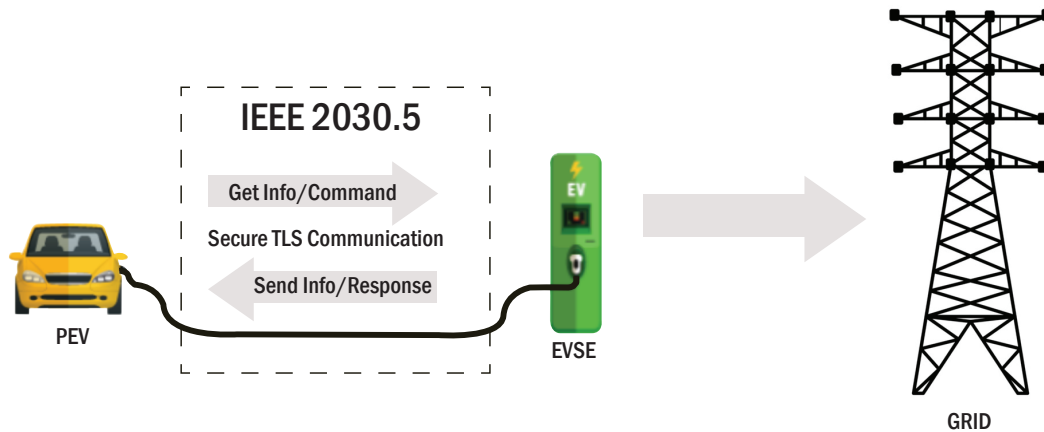 IEEE 2030.5
Get Info/Command
Secure TLS Communication
Send Info/Response
EV
PEV
EVSE
GRID